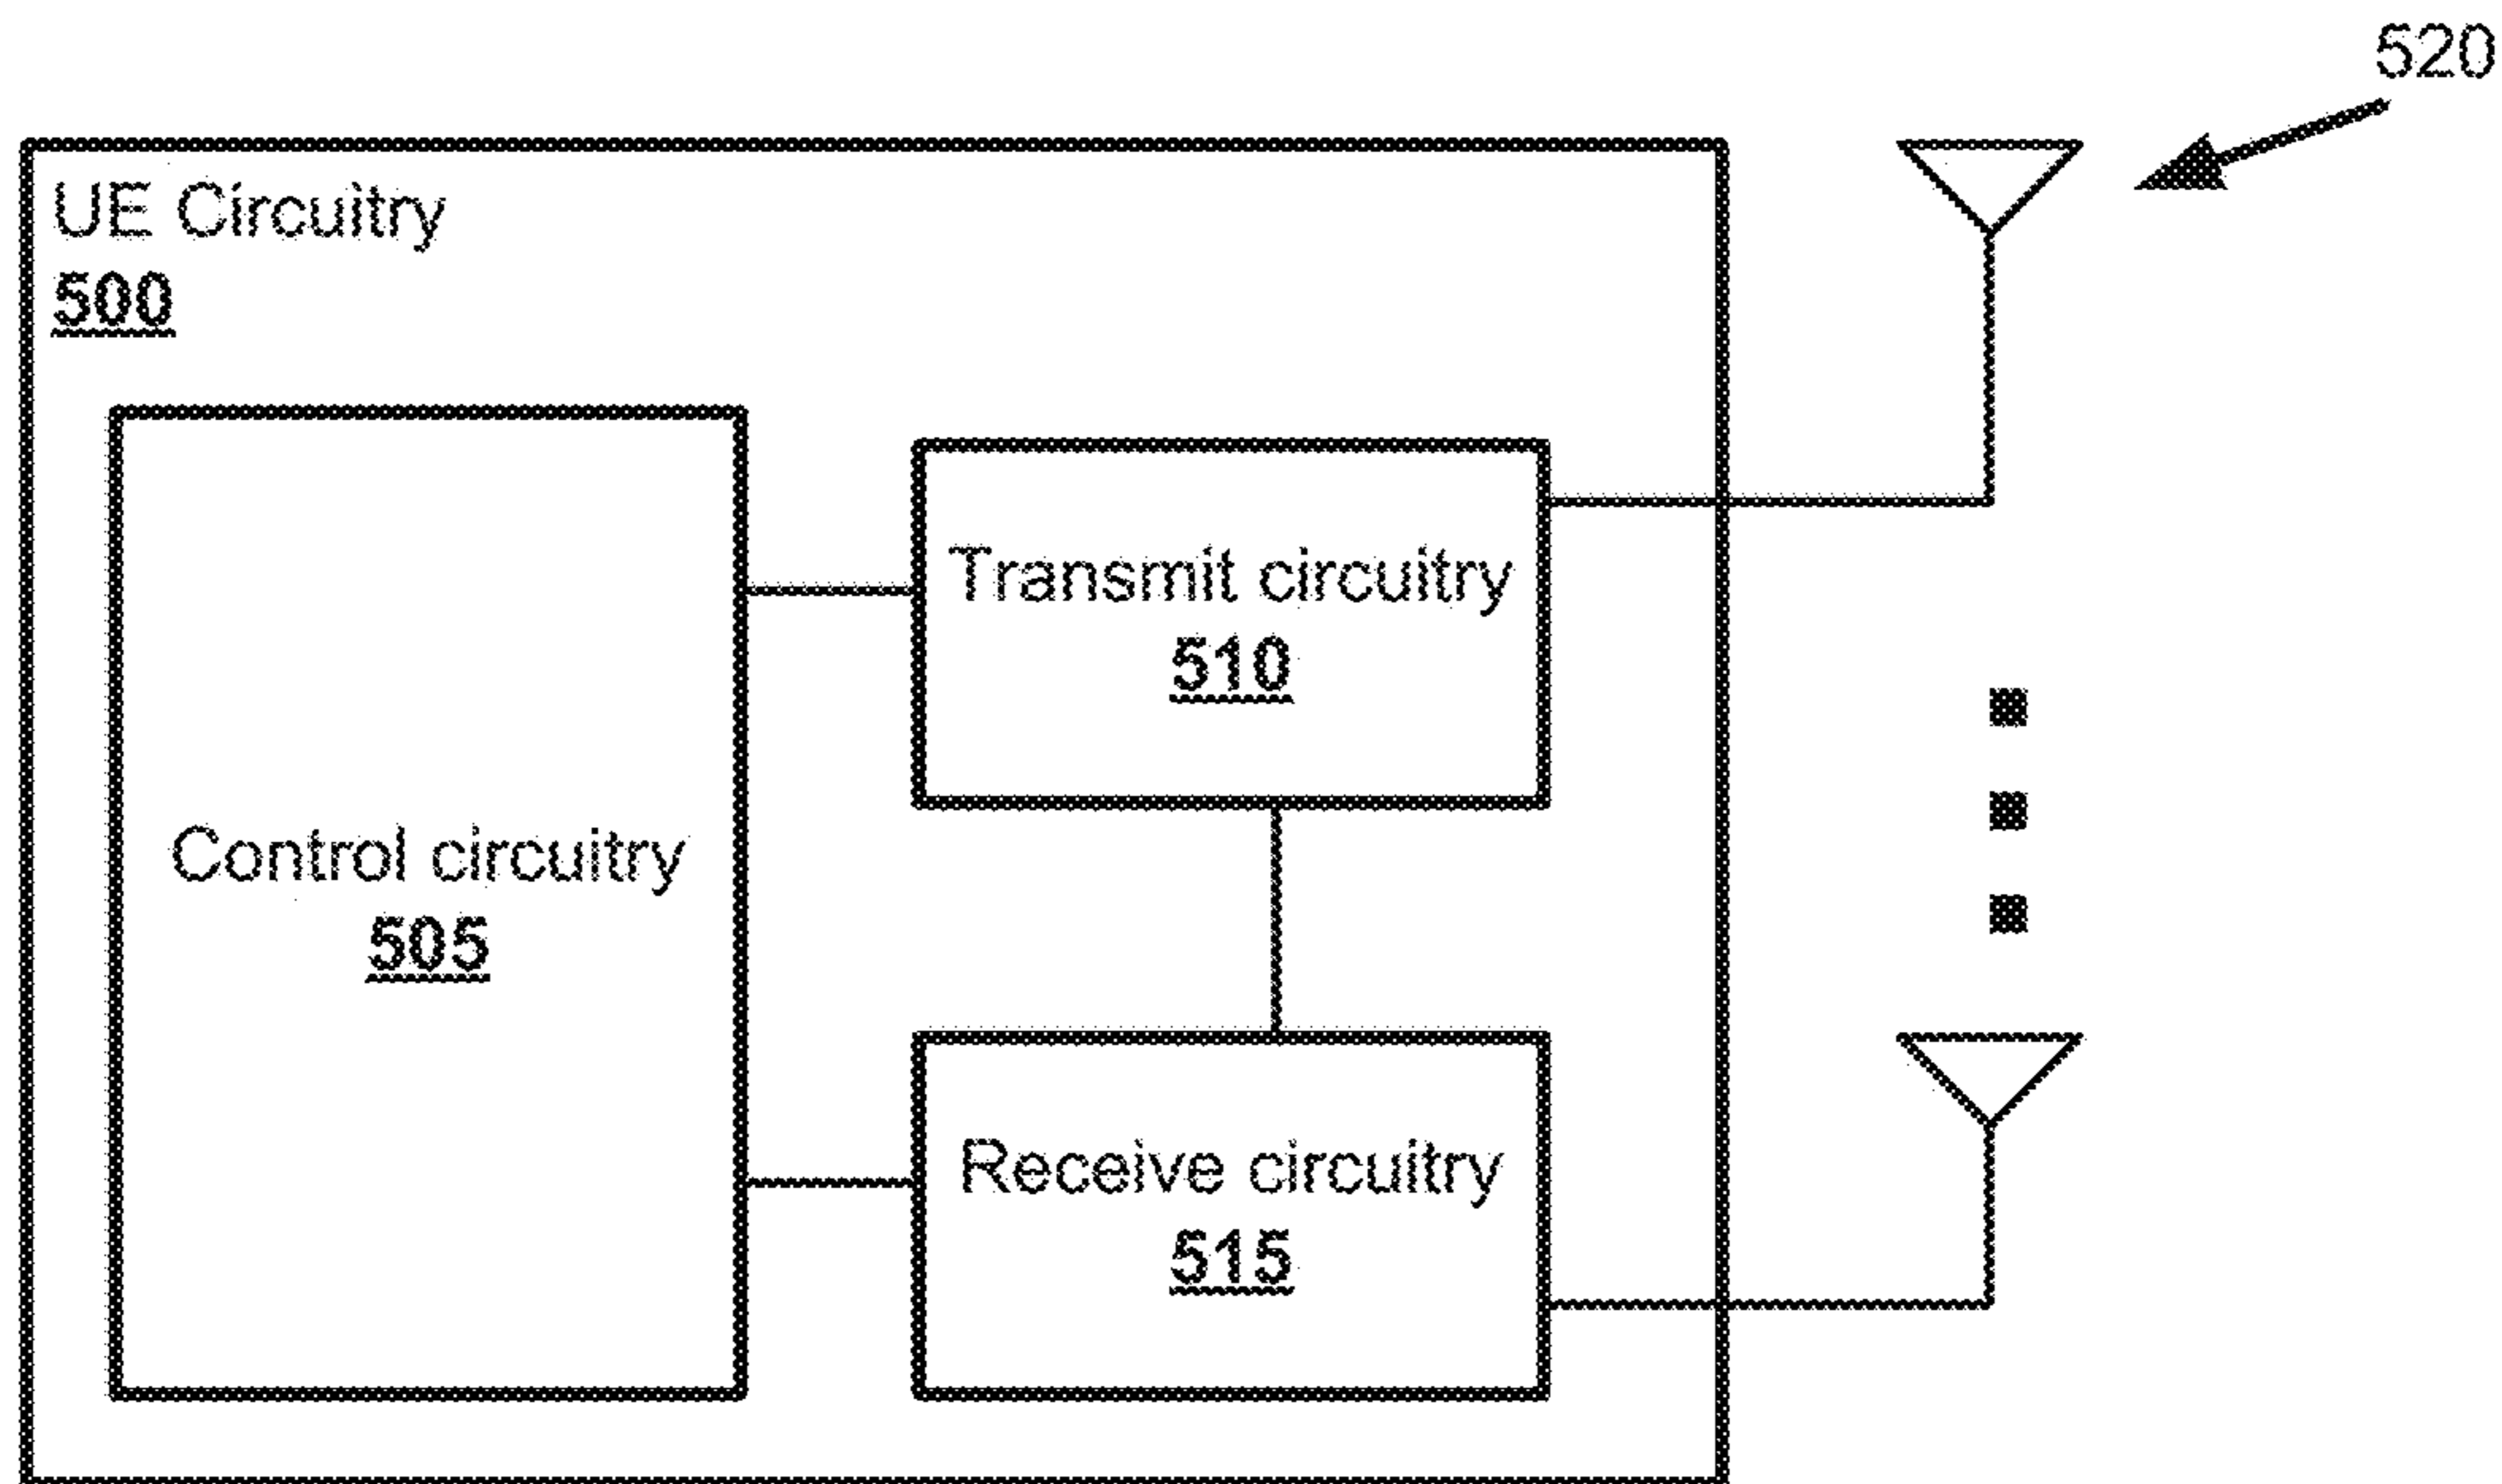 520
UE Circuitry
500
Transmit circuitry
510
Control circuitry
505
Receive circuitry
515